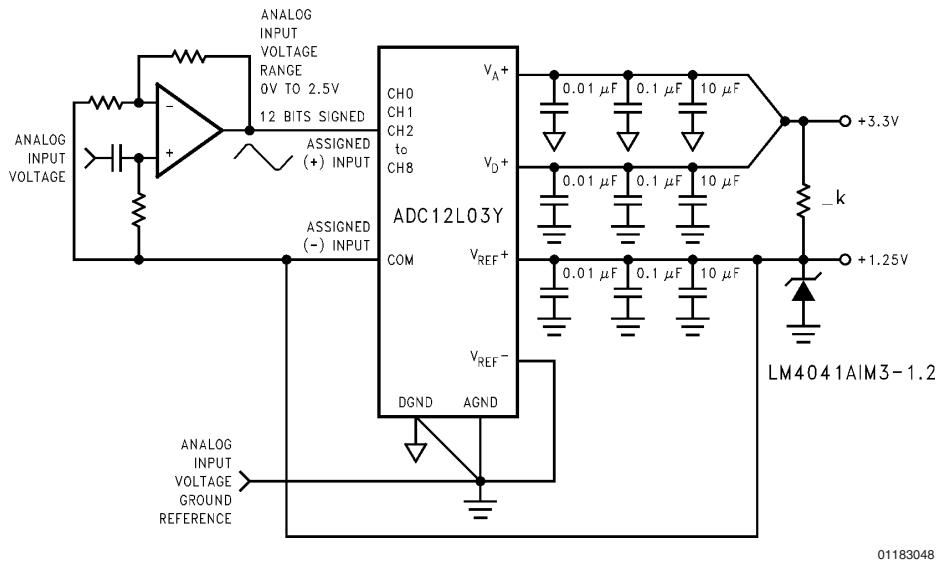 ANALOG
INPUT
VOLTAGE
RANGE
0V TO 2.5V
12 BITS SIGNED
ASSIGNED
(+) INPUT
ANALOG
INPUT
VOLTAGE
−
+
ASSIGNED
(−) INPUT
CH0
CH1
CH2
to
CH8
ADC12L03Y
COM
VA+
VD+
VREF+
VREF−
DGND
AGND
0.01 µF
0.1 µF
10 µF
+3.3V
0.01 µF
0.1 µF
10 µF
_k
0.01 µF
0.1 µF
10 µF
+1.25V
LM4041AIM3-1.2
ANALOG
INPUT
VOLTAGE
GROUND
REFERENCE
01183048